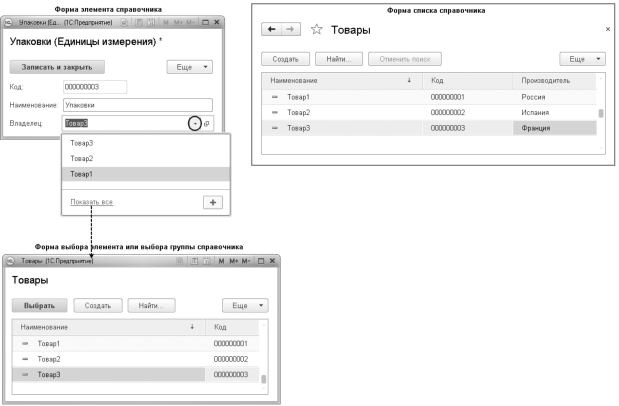 Форма элемента справочника
Упаковки (Ед... (1С:Предприятие) M M+ M-
Упаковки (Единицы измерения) *
Записать и закрыть Еще
Код: 000000003
Наименование: Упаковки
Владелец: Товар3
Товар3
Товар2
Товар1
Показать все +
Форма списка справочника
Товары ×
Создать Найти... Отменить поиск Еще
Наименование ↓ Код Производитель
Товар1 000000001 Россия
Товар2 000000002 Испания
Товар3 000000003 Франция
Форма выбора элемента или выбора группы справочника
Товары (1С:Предприятие) M M+ M-
Товары
Выбрать Создать Найти... Еще
Наименование ↓ Код
Товар1 000000001
Товар2 000000002
Товар3 000000003